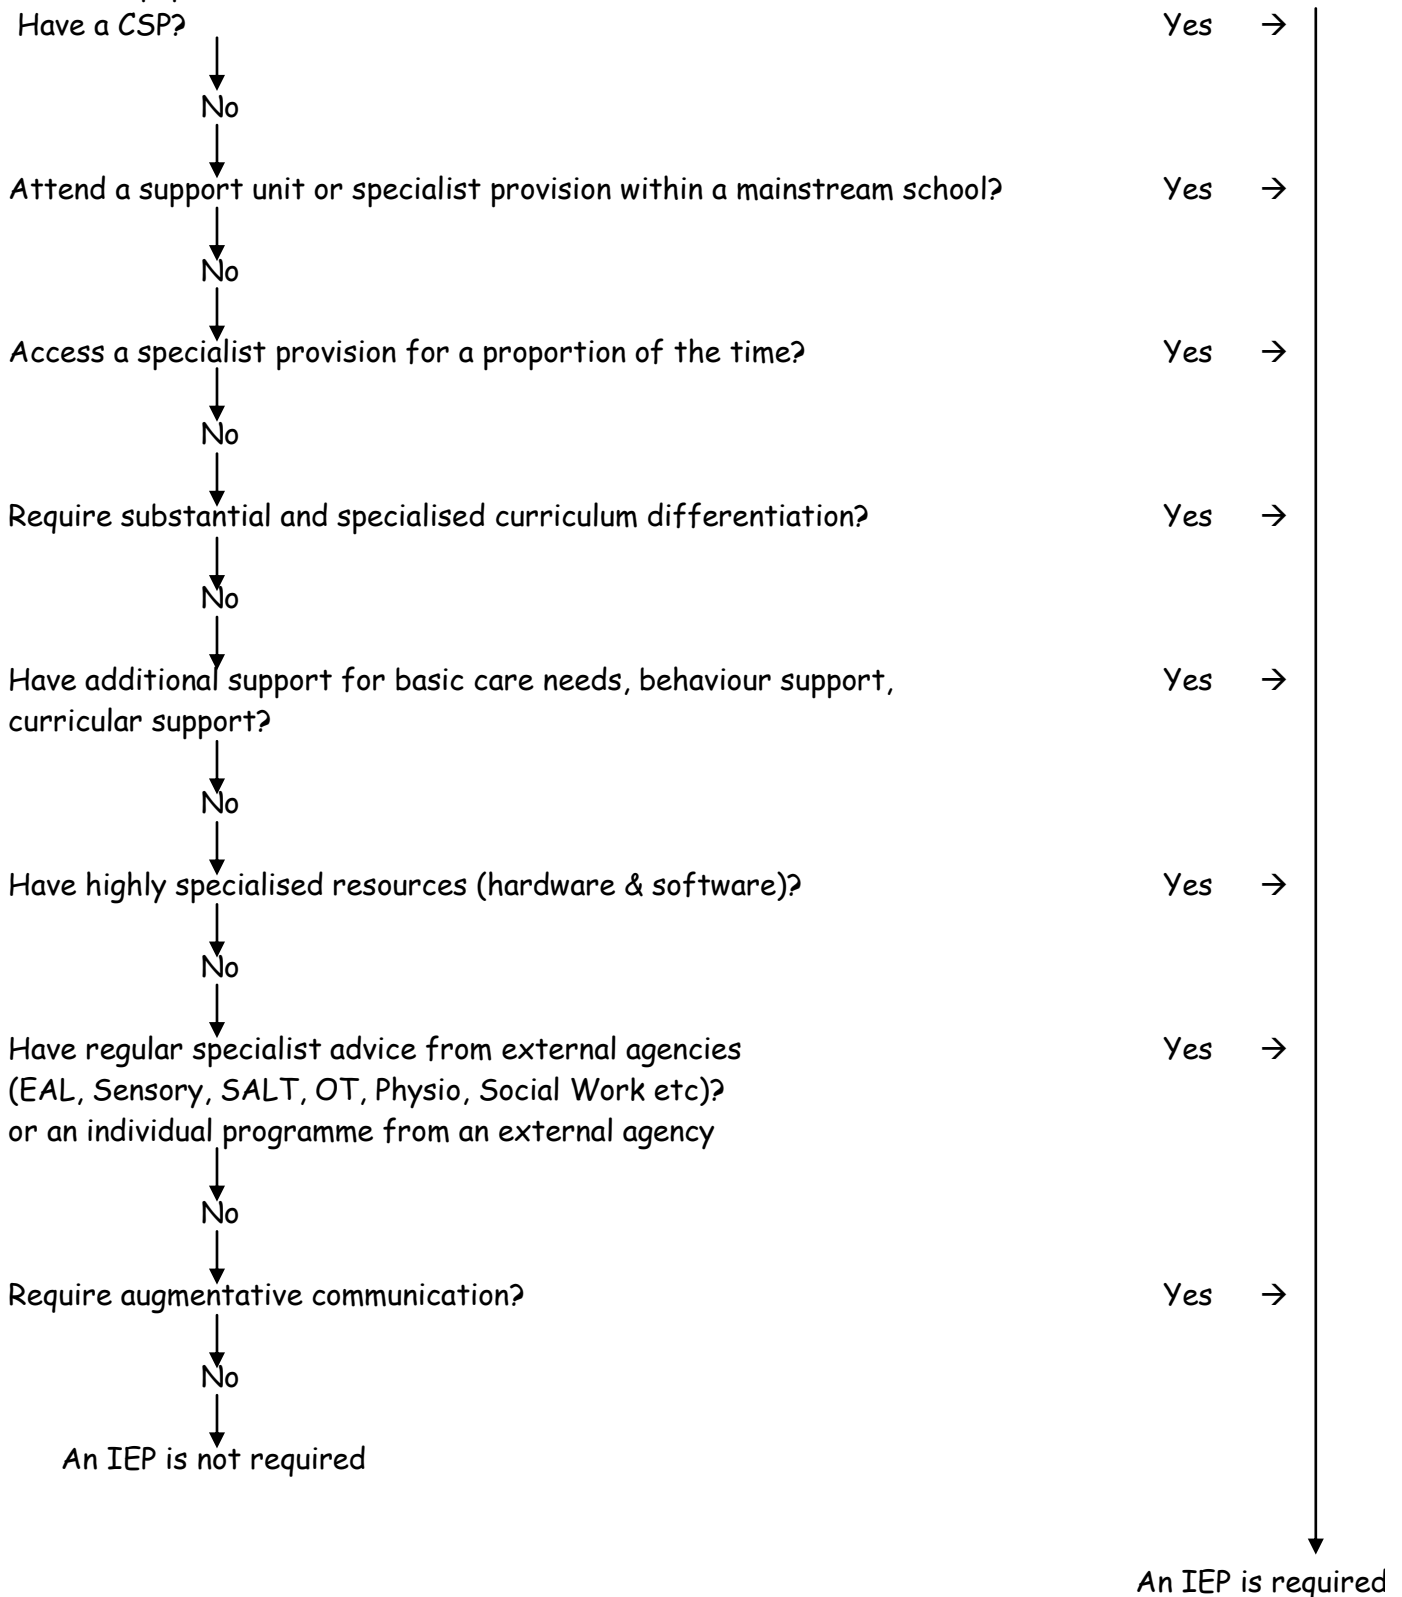 Have a CSP? Yes →
No
Attend a support unit or specialist provision within a mainstream school? Yes →
No
Access a specialist provision for a proportion of the time? Yes →
No
Require substantial and specialised curriculum differentiation? Yes →
No
Have additional support for basic care needs, behaviour support, Yes →
curricular support?
No
Have highly specialised resources (hardware & software)? Yes →
No
Have regular specialist advice from external agencies Yes →
(EAL, Sensory, SALT, OT, Physio, Social Work etc)?
or an individual programme from an external agency
No
Require augmentative communication? Yes →
No
An IEP is not required
An IEP is required